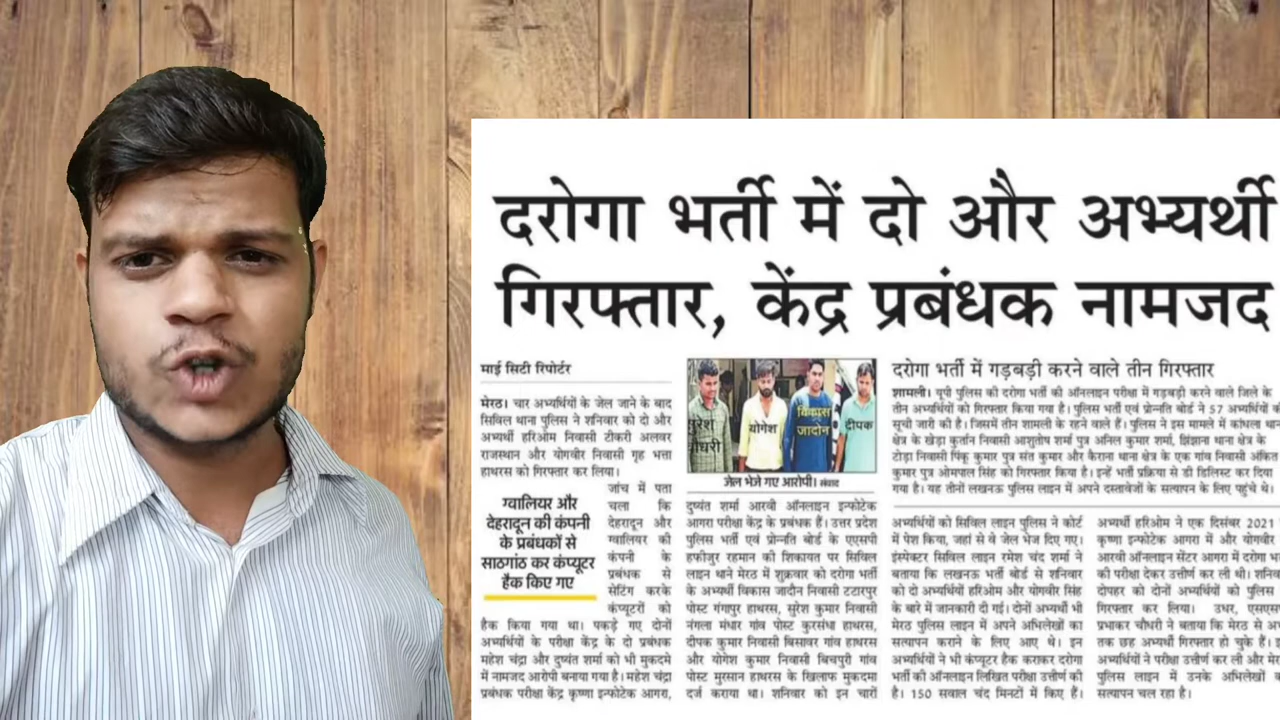 दरोगा भर्ती में दो और अभ्यर्थी
गिरफ्तार, केंद्र प्रबंधक नामजद
माई सिटी रिपोर्टर
मेरठ। चार अभ्यर्थियों के जेल जाने के बाद
सिविल थाना पुलिस ने शनिवार को दो और
अभ्यर्थी हरिओम निवासी टीकरी अलवर
राजस्थान और योगवीर निवासी गृह भत्ता
हाथरस को गिरफ्तार कर लिया।
जांच में पता
चला कि
देहरादून और
ग्वालियर की
कंपनी के
प्रबंधक से
सेटिंग करके
कंप्यूटरों को
हैक किया गया था। पकड़े गए दोनों
अभ्यर्थियों के परीक्षा केंद्र के दो प्रबंधक
महेश चंद्रा और दुष्यंत शर्मा को भी मुकदमे
में नामजद आरोपी बनाया गया है। महेश चंद्रा
प्रबंधक परीक्षा केंद्र कृष्णा इन्फोटेक आगरा,
ग्वालियर और
देहरादून की कंपनी
के प्रबंधकों से
साठगांठ कर कंप्यूटर
हैक किए गए
सुरेश
चौधरी
योगेश
विकास
जादोन
दीपक
जेल भेजे गए आरोपी। संवाद
दुष्यंत शर्मा आरवी ऑनलाइन इन्फोटेक
आगरा परीक्षा केंद्र के प्रबंधक हैं। उत्तर प्रदेश
पुलिस भर्ती एवं प्रोन्नति बोर्ड के एएसपी
हफीजुर रहमान की शिकायत पर सिविल
लाइन थाने मेरठ में शुक्रवार को दरोगा भर्ती
के अभ्यर्थी विकास जादौन निवासी टटारपुर
पोस्ट गंगापुर हाथरस, सुरेश कुमार निवासी
नंगला मंधार गांव पोस्ट कुरसंधा हाथरस,
दीपक कुमार निवासी बिसावर गांव हाथरस
और योगेश कुमार निवासी बिचपुरी गांव
पोस्ट मुरसान हाथरस के खिलाफ मुकदमा
दर्ज कराया था। शनिवार को इन चारों
दरोगा भर्ती में गड़बड़ी करने वाले तीन गिरफ्तार
शामली। यूपी पुलिस की दरोगा भर्ती की ऑनलाइन परीक्षा में गड़बड़ी करने वाले जिले के
तीन अभ्यर्थियों को गिरफ्तार किया गया है। पुलिस भर्ती एवं प्रोन्नति बोर्ड ने 57 अभ्यर्थियों
सूची जारी की है। जिसमें तीन शामली के रहने वाले हैं। पुलिस ने इस मामले में कांधला
क्षेत्र के खेड़ा कुर्तान निवासी आशुतोष शर्मा पुत्र अनिल कुमार शर्मा, झिंझाना थाना क्षेत्र के
टोड़ा निवासी पिंकू कुमार पुत्र संत कुमार और कैराना थाना क्षेत्र के एक गांव निवासी अंकित
कुमार पुत्र ओमपाल सिंह को गिरफ्तार किया है। इन्हें भर्ती प्रक्रिया से डी डिलिस्ट कर दिया
गया है। यह तीनों लखनऊ पुलिस लाइन में अपने दस्तावेजों के सत्यापन के लिए पहुंचे थे।
अभ्यर्थियों को सिविल लाइन पुलिस ने कोर्ट
में पेश किया, जहां से वे जेल भेज दिए गए।
इंस्पेक्टर सिविल लाइन रमेश चंद शर्मा ने
बताया कि लखनऊ भर्ती बोर्ड से शनिवार
को दो अभ्यर्थियों हरिओम और योगवीर सिंह
के बारे में जानकारी दी गई। दोनों अभ्यर्थी भी
मेरठ पुलिस लाइन में अपने अभिलेखों का
सत्यापन कराने के लिए आए थे। इन
अभ्यर्थियों ने भी कंप्यूटर हैक कराकर दरोगा
भर्ती की ऑनलाइन लिखित परीक्षा उत्तीर्ण की
है। 150 सवाल चंद मिनटों में किए हैं।
अभ्यर्थी हरिओम ने एक दिसंबर 2021
कृष्णा इन्फोटेक आगरा में और योगवीर
आरवी ऑनलाइन सेंटर आगरा में दरोगा
की परीक्षा देकर उत्तीर्ण कर ली थी।
दोपहर को दोनों अभ्यर्थियों को पुलिस
गिरफ्तार कर लिया। उधर,
प्रभाकर चौधरी ने बताया कि मेरठ से
तक छह अभ्यर्थी गिरफ्तार हो चुके हैं।
अभ्यर्थियों ने परीक्षा उत्तीर्ण कर ली और
पुलिस लाइन में उनके अभिलेखों
सत्यापन चल रहा है।